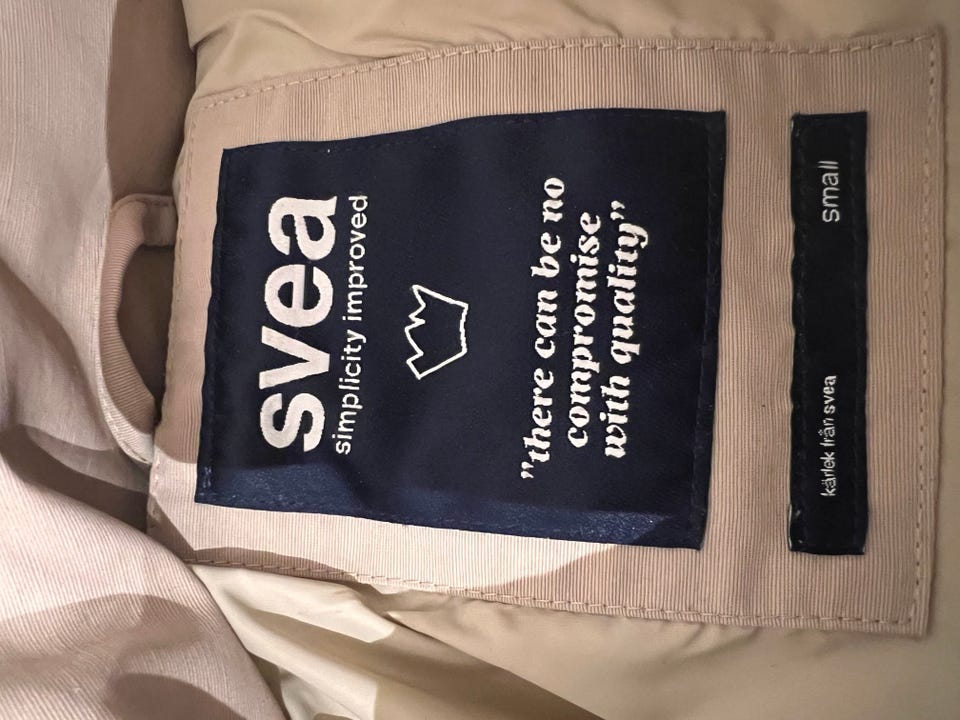 svea
simplicity improved
"there can be no
compromise
with quality"
kärlek från svea
small